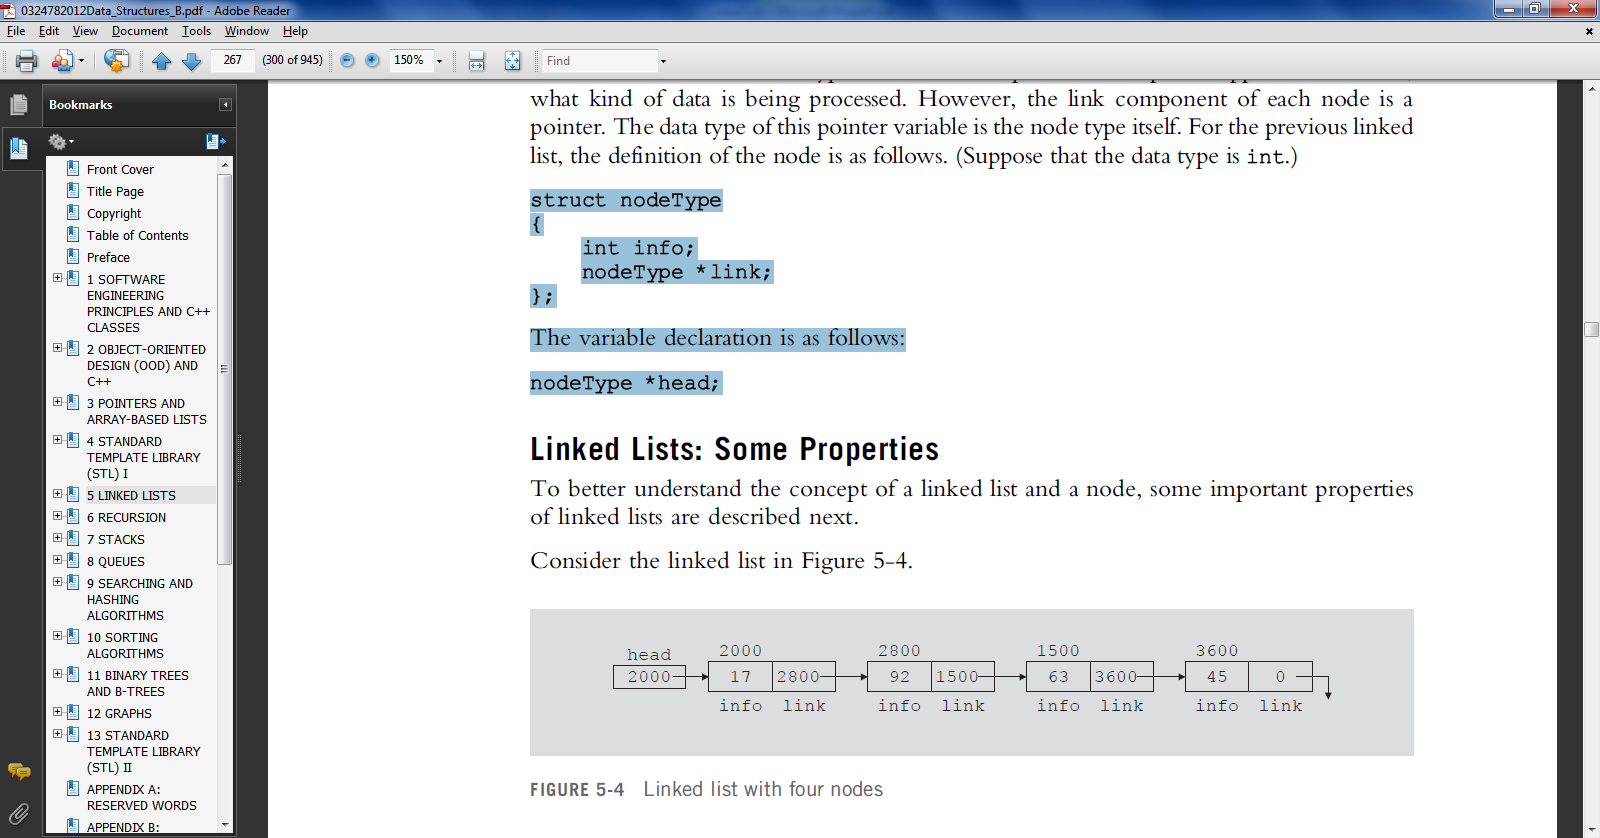 0324782012Data_Structures_B.pdf - Adobe Reader
File Edit View Document Tools Window Help
267 (300 of 945) 150% Find
Bookmarks
Front Cover
Title Page
Copyright
Table of Contents
Preface
1 SOFTWARE
ENGINEERING
PRINCIPLES AND C++
CLASSES
2 OBJECT-ORIENTED
DESIGN (OOD) AND
C++
3 POINTERS AND
ARRAY-BASED LISTS
4 STANDARD
TEMPLATE LIBRARY
(STL) I
5 LINKED LISTS
6 RECURSION
7 STACKS
8 QUEUES
9 SEARCHING AND
HASHING
ALGORITHMS
10 SORTING
ALGORITHMS
11 BINARY TREES
AND B-TREES
12 GRAPHS
13 STANDARD
TEMPLATE LIBRARY
(STL) II
APPENDIX A:
RESERVED WORDS
APPENDIX B:
what kind of data is being processed. However, the link component of each node is a
pointer. The data type of this pointer variable is the node type itself. For the previous linked
list, the definition of the node is as follows. (Suppose that the data type is int.)
struct nodeType
{
int info;
nodeType *link;
};
The variable declaration is as follows:
nodeType *head;
Linked Lists: Some Properties
To better understand the concept of a linked list and a node, some important properties
of linked lists are described next.
Consider the linked list in Figure 5-4.
head 2000 2800 1500 3600
2000 17 2800 92 1500 63 3600 45 0
info link info link info link info link
FIGURE 5-4 Linked list with four nodes